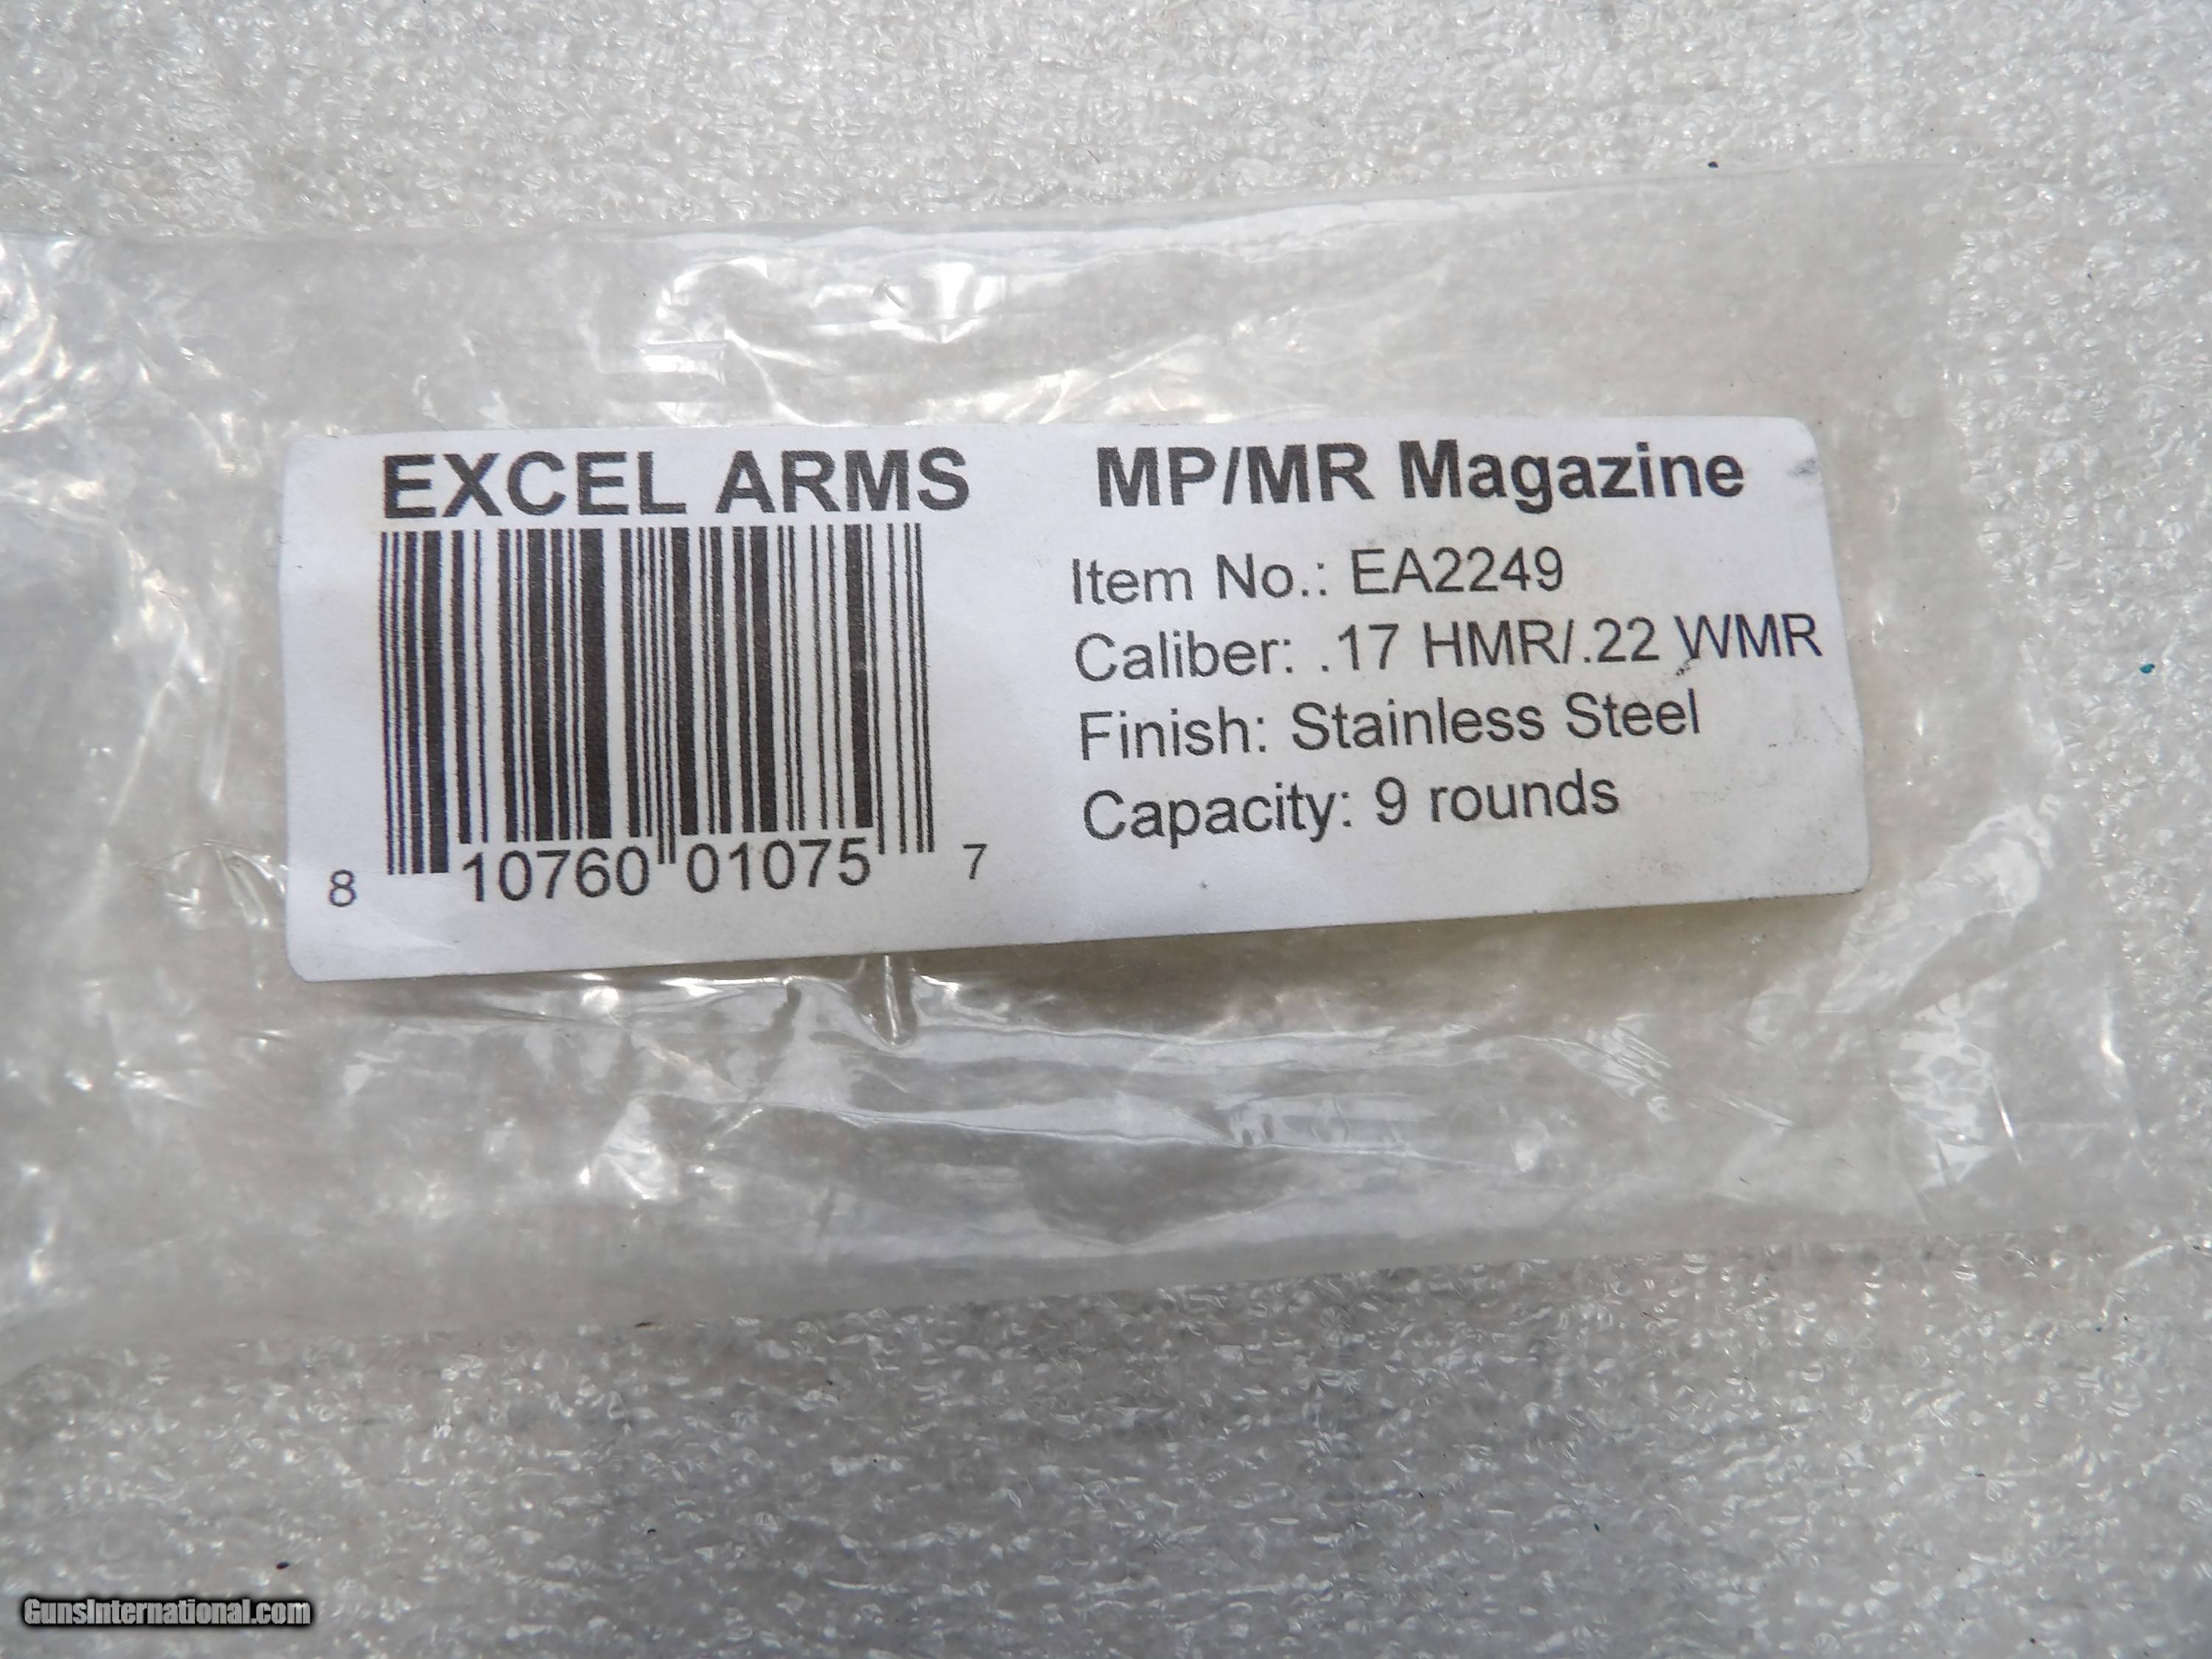 EXCEL ARMS
8 10760 01075 7
MP/MR Magazine
Item No.: EA2249
Caliber: .17 HMR/.22 WMR
Finish: Stainless Steel
Capacity: 9 rounds
GunsInternational.com